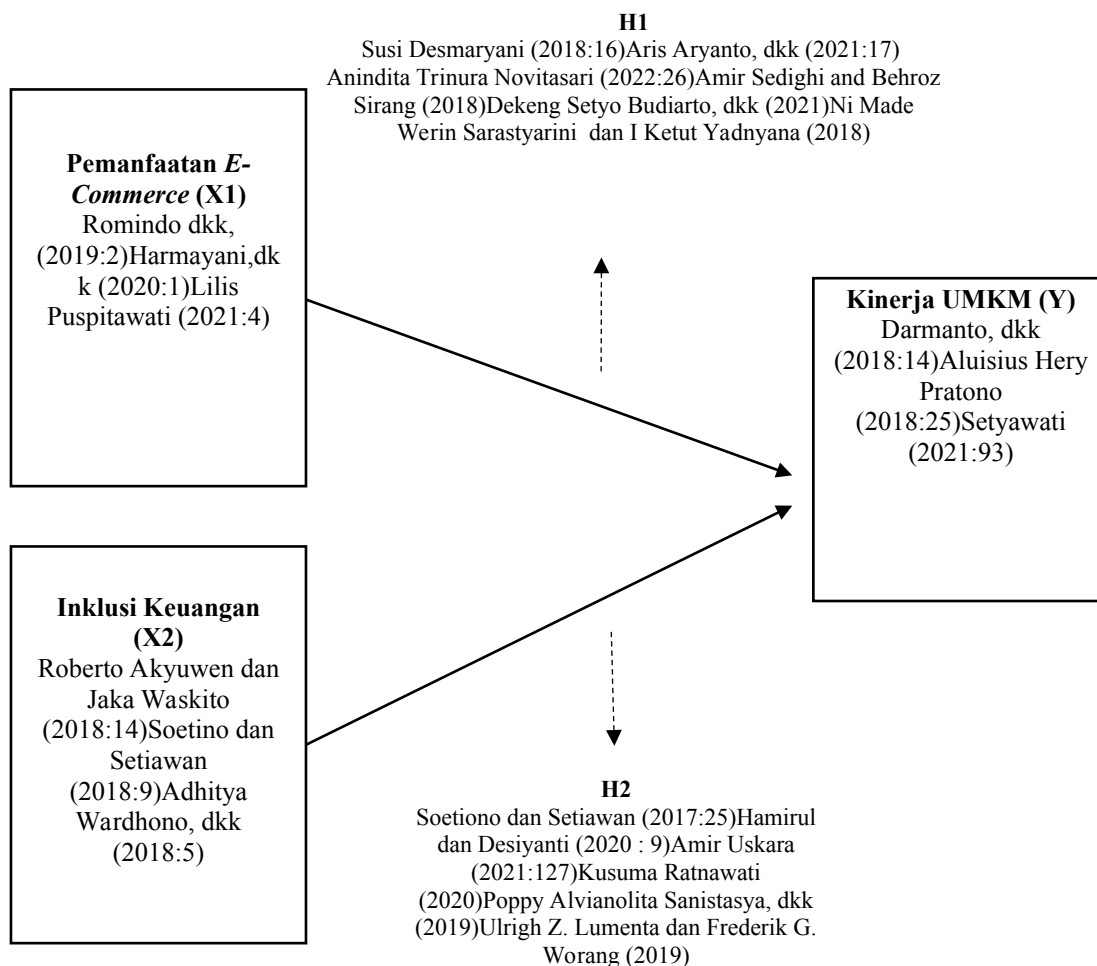 H1
Susi Desmaryani (2018:16)Aris Aryanto, dkk (2021:17)
Anindita Trinura Novitasari (2022:26)Amir Sedighi and Behroz
Sirang (2018)Dekeng Setyo Budiarto, dkk (2021)Ni Made
Werin Sarastyarini dan I Ketut Yadnyana (2018)
Pemanfaatan E-
Commerce (X1)
Romindo dkk,
(2019:2)Harmayani,dk
k (2020:1)Lilis
Puspitawati (2021:4)
Kinerja UMKM (Y)
Darmanto, dkk
(2018:14)Aluisius Hery
Pratono
(2018:25)Setyawati
(2021:93)
Inklusi Keuangan
(X2)
Roberto Akyuwen dan
Jaka Waskito
(2018:14)Soetino dan
Setiawan
(2018:9)Adhitya
Wardhono, dkk
(2018:5)
H2
Soetiono dan Setiawan (2017:25)Hamirul
dan Desiyanti (2020 : 9)Amir Uskara
(2021:127)Kusuma Ratnawati
(2020)Poppy Alvianolita Sanistasya, dkk
(2019)Ulrigh Z. Lumenta dan Frederik G.
Worang (2019)